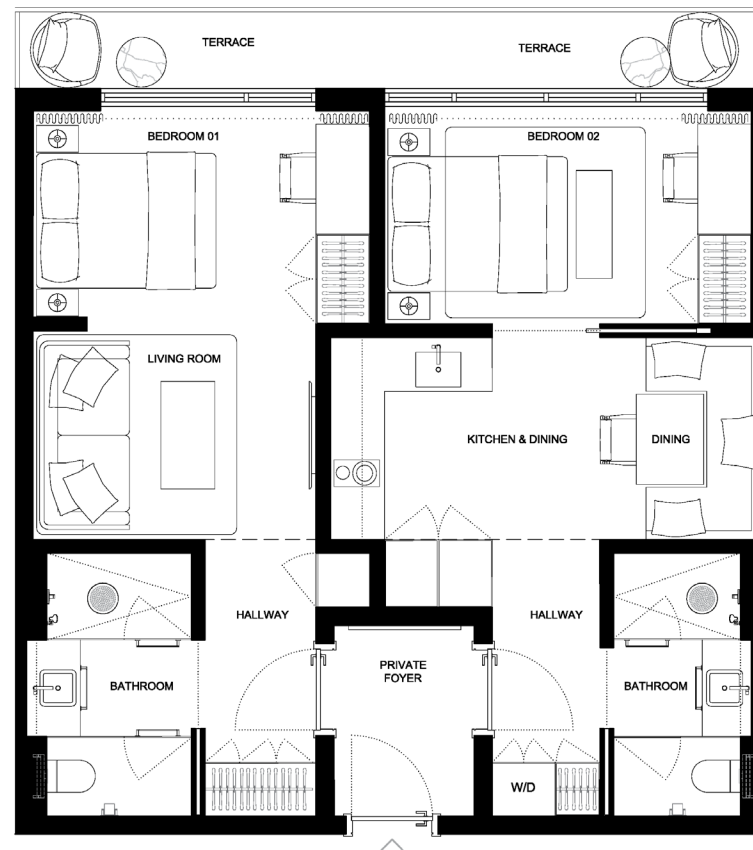 TERRACE
TERRACE
BEDROOM 01
BEDROOM 02
LIVING ROOM
KITCHEN & DINING
DINING
HALLWAY
HALLWAY
PRIVATE
FOYER
BATHROOM
BATHROOM
W/D